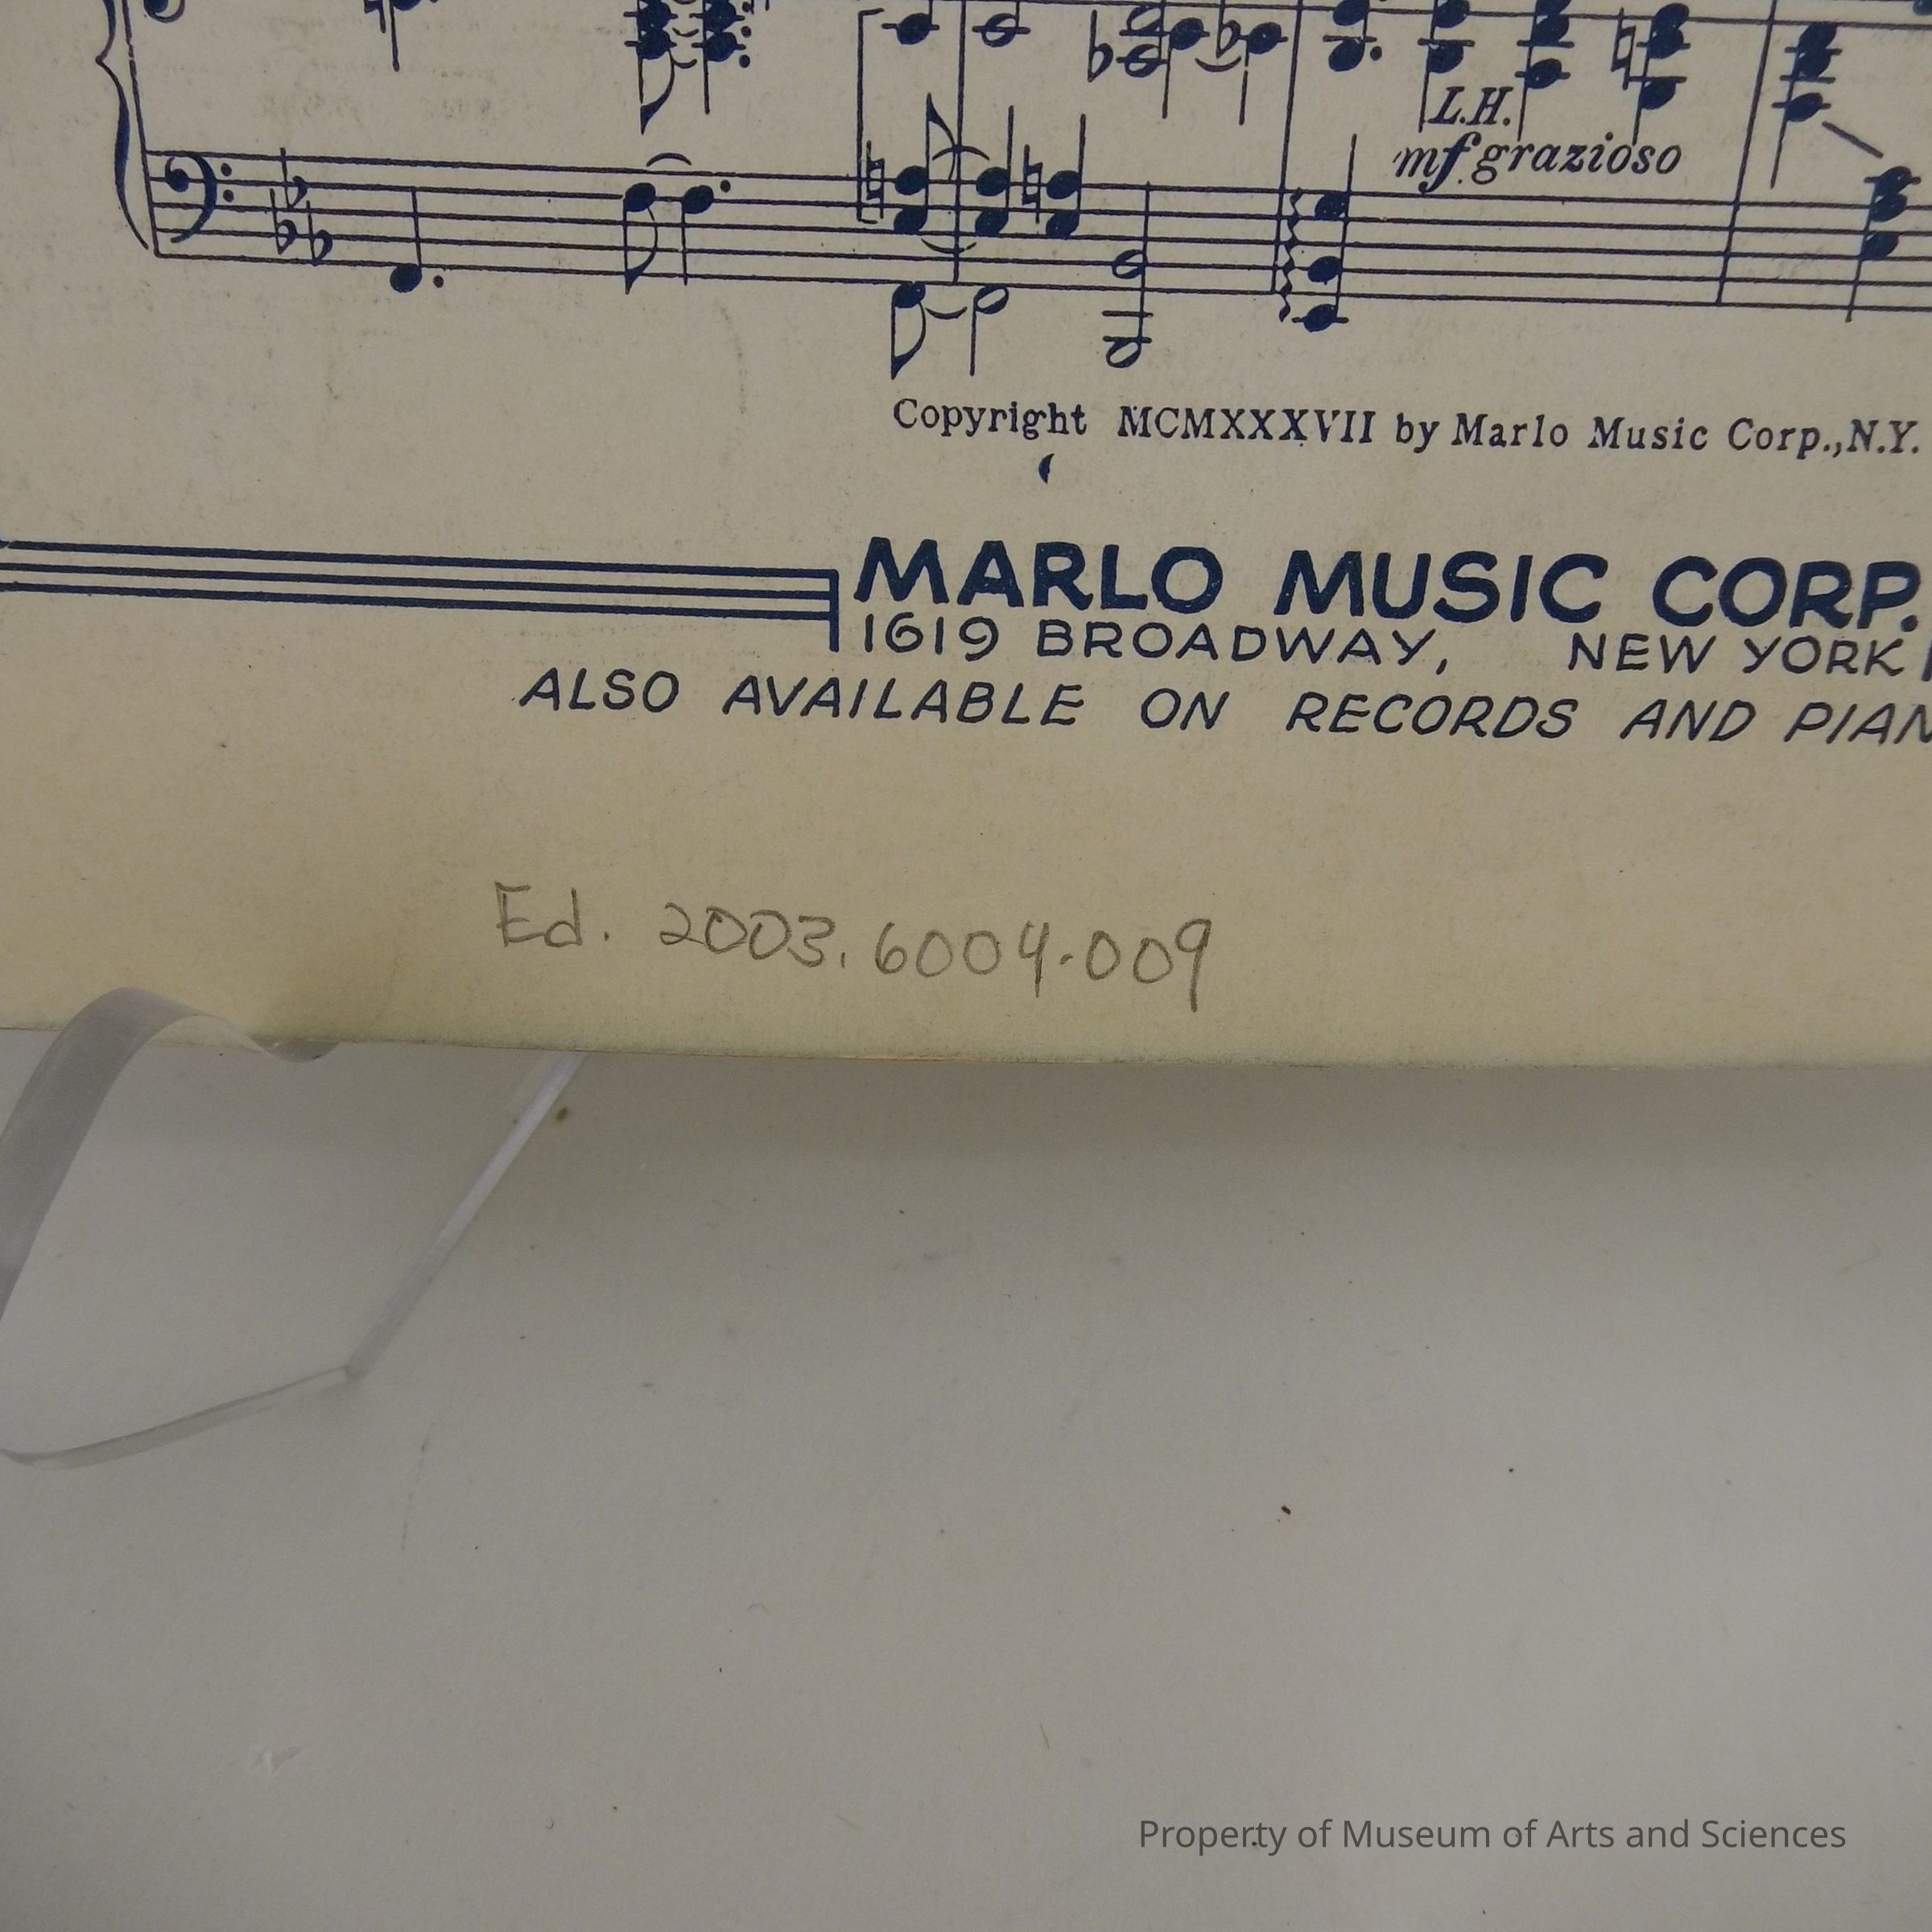 L.H.
mf grazioso
Copyright MCMXXXVII by Marlo Music Corp., N.Y.
MARLO MUSIC CORP.
1619 BROADWAY, NEW YORK
ALSO AVAILABLE ON RECORDS AND PIAN
Ed. 2003.6004.009
Property of Museum of Arts and Sciences